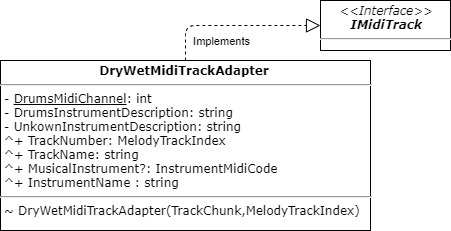 <<Interface>>
IMidiTrack
Implements
DryWetMidiTrackAdapter
- DrumsMidiChannel: int
- DrumsInstrumentDescription: string
- UnkownInstrumentDescription: string
^+ TrackNumber: MelodyTrackIndex
^+ TrackName: string
^+ MusicalInstrument?: InstrumentMidiCode
^+ InstrumentName : string
~ DryWetMidiTrackAdapter(TrackChunk,MelodyTrackIndex)